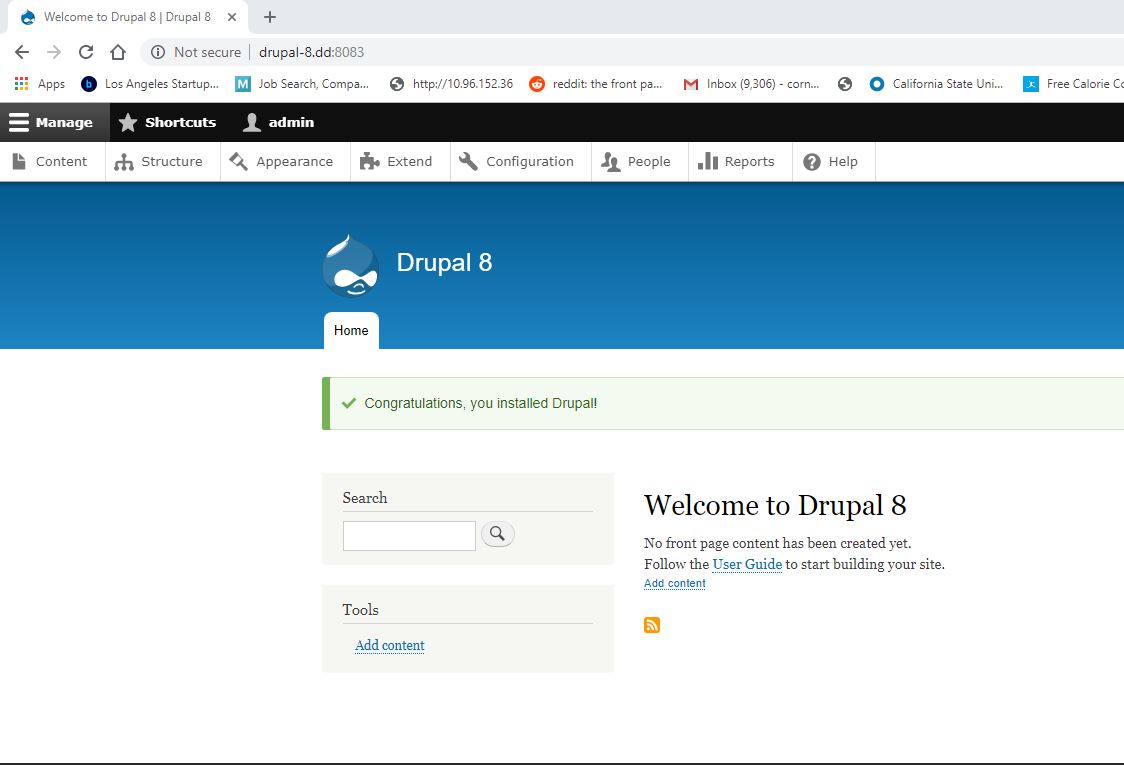 Welcome to Drupal 8 | Drupal 8
Not secure | drupal-8.dd:8083
Apps b Los Angeles Startup... M Job Search, Compa... http://10.96.152.36 reddit: the front pa... Inbox (9,306) - corn... California State Uni... Free Calorie Co
Manage Shortcuts admin
Content Structure Appearance Extend Configuration People Reports Help
Drupal 8
Home
Congratulations, you installed Drupal!
Search
Tools
Add content
Welcome to Drupal 8
No front page content has been created yet.
Follow the User Guide to start building your site.
Add content